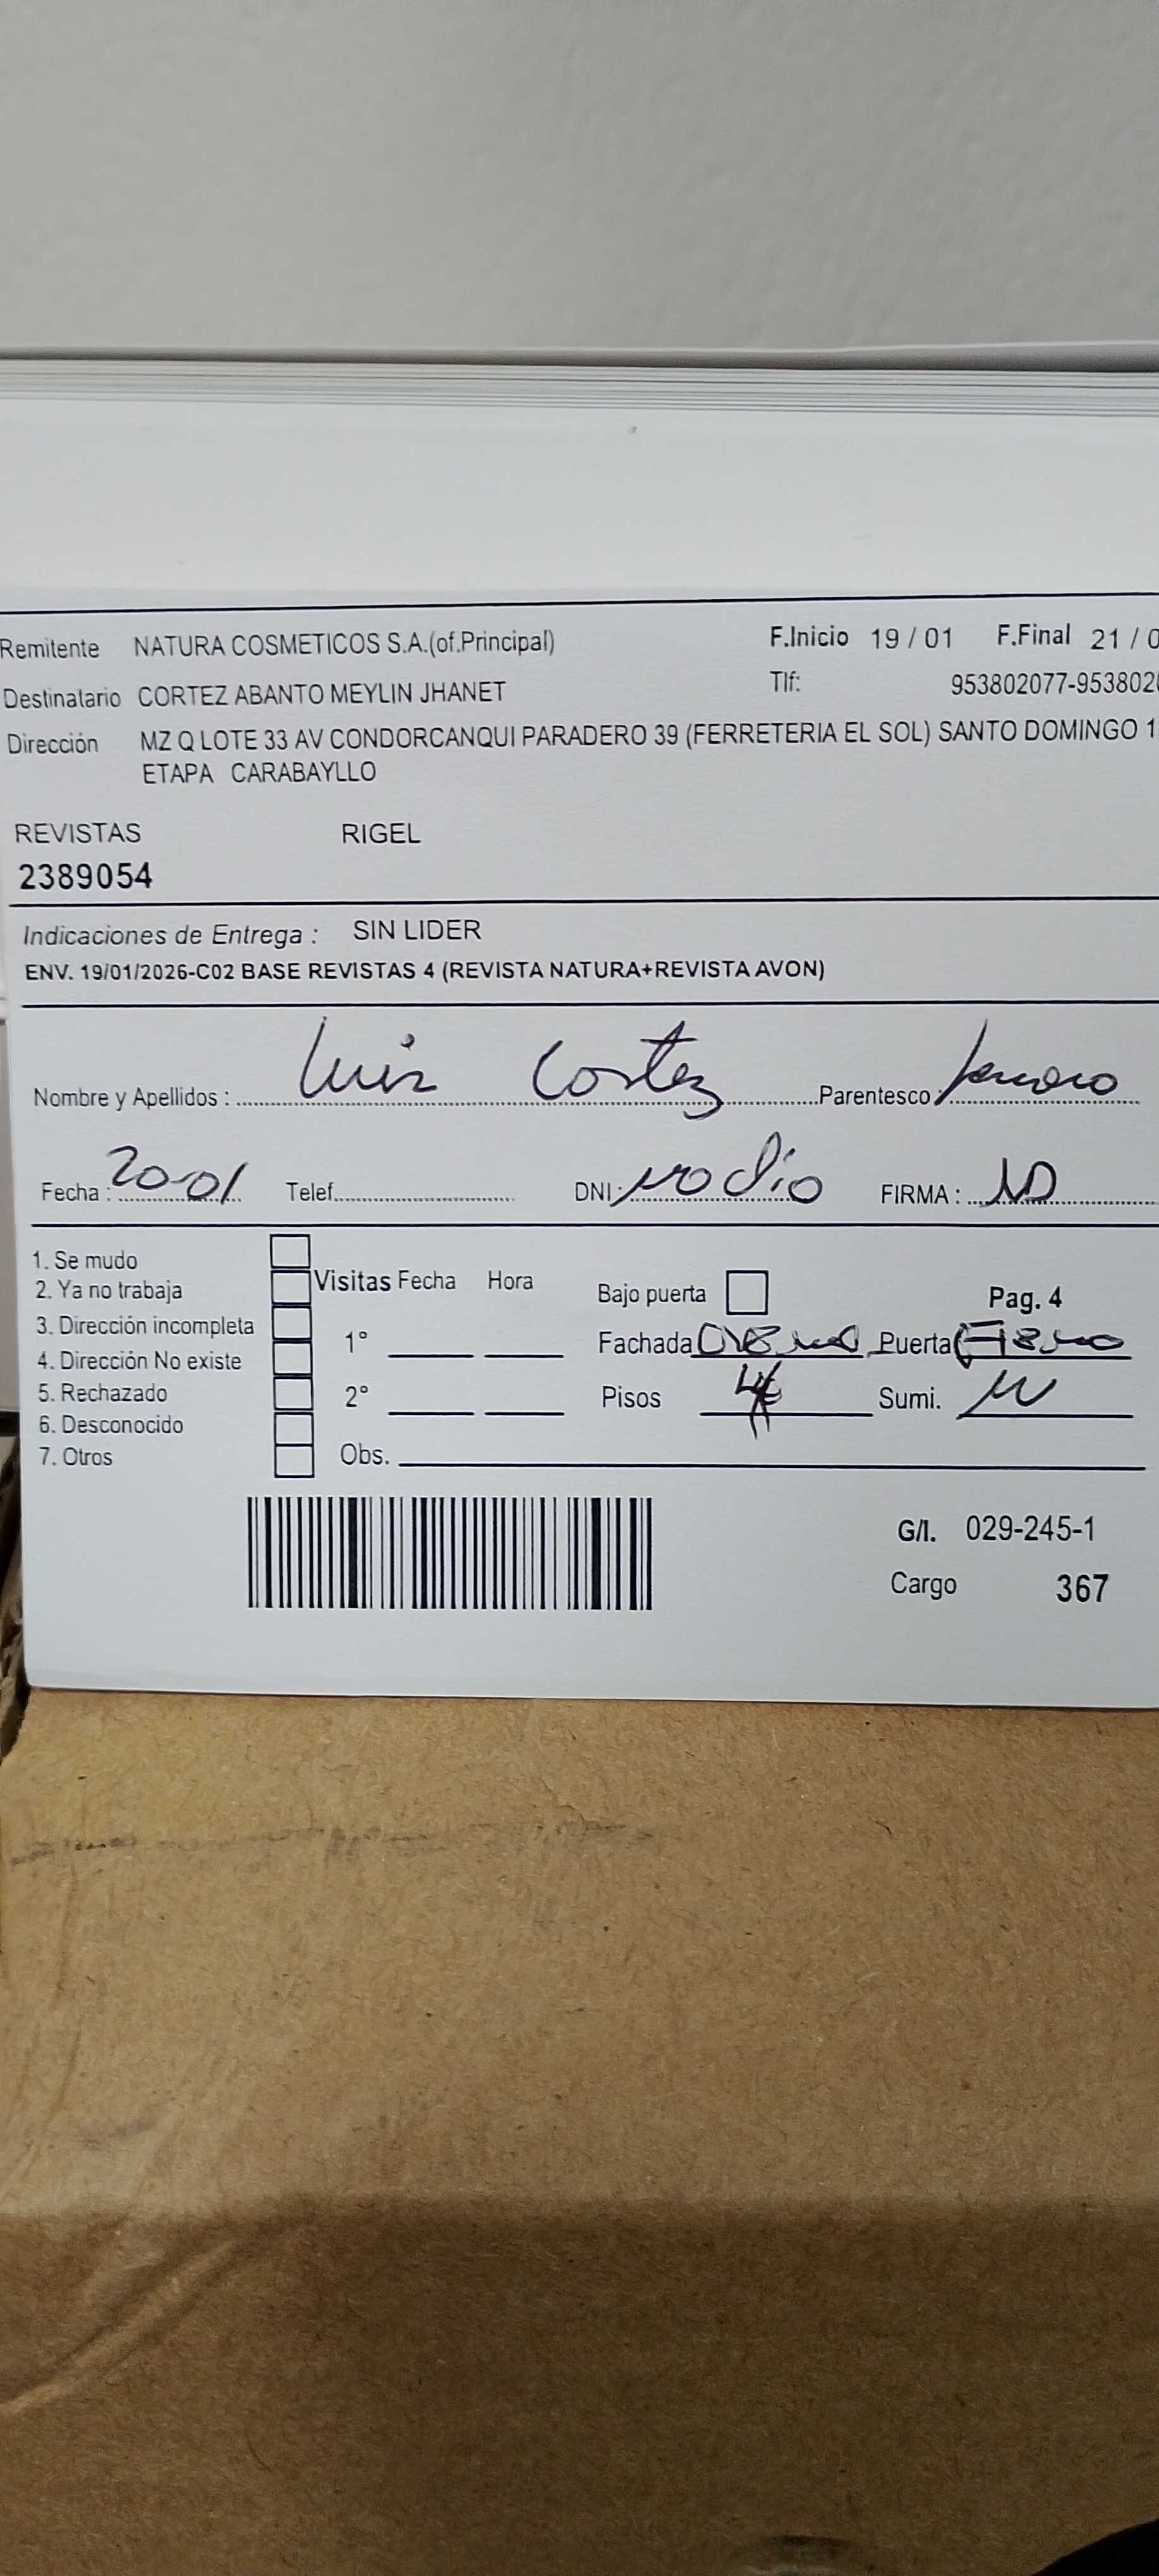 Remitente NATURA COSMETICOS S.A.(of.Principal) F.Inicio 19 / 01 F.Final 21 / 0
Destinatario CORTEZ ABANTO MEYLIN JHANET Tlf: 953802077-953802
Dirección MZ Q LOTE 33 AV CONDORCANQUI PARADERO 39 (FERRETERIA EL SOL) SANTO DOMINGO 1
ETAPA CARABAYLLO
REVISTAS RIGEL
2389054
Indicaciones de Entrega : SIN LIDER
ENV. 19/01/2026-C02 BASE REVISTAS 4 (REVISTA NATURA+REVISTA AVON)
Nombre y Apellidos : Luis Cortez Parentesco:
Fecha : 20-01 Telef. DNI: no dio FIRMA :
1. Se mudo
2. Ya no trabaja Visitas Fecha Hora Bajo puerta Pag. 4
3. Dirección incompleta 1° Fachada Puerta
4. Dirección No existe
5. Rechazado 2° Pisos Sumi.
6. Desconocido
7. Otros Obs.
G/I. 029-245-1
Cargo 367